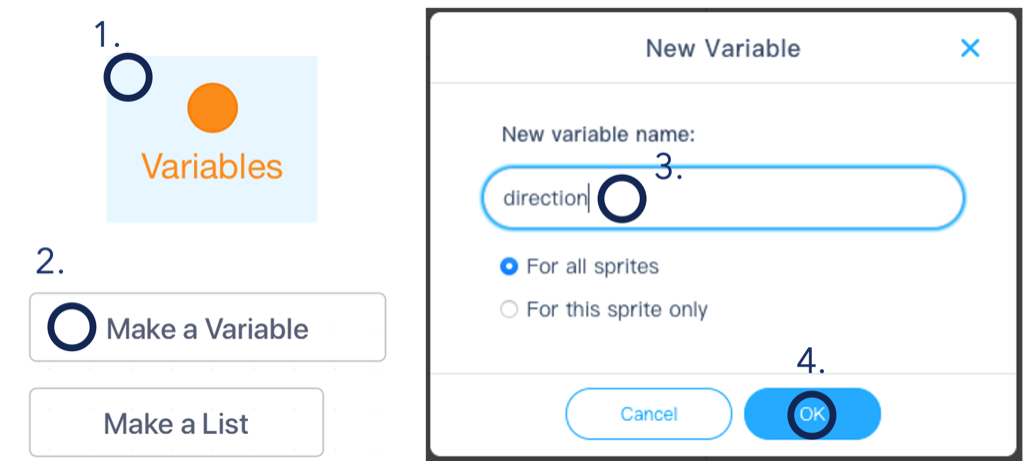 1.
Variables
2.
Make a Variable
Make a List
New Variable
New variable name:
3.
direction
For all sprites
For this sprite only
4.
Cancel
OK